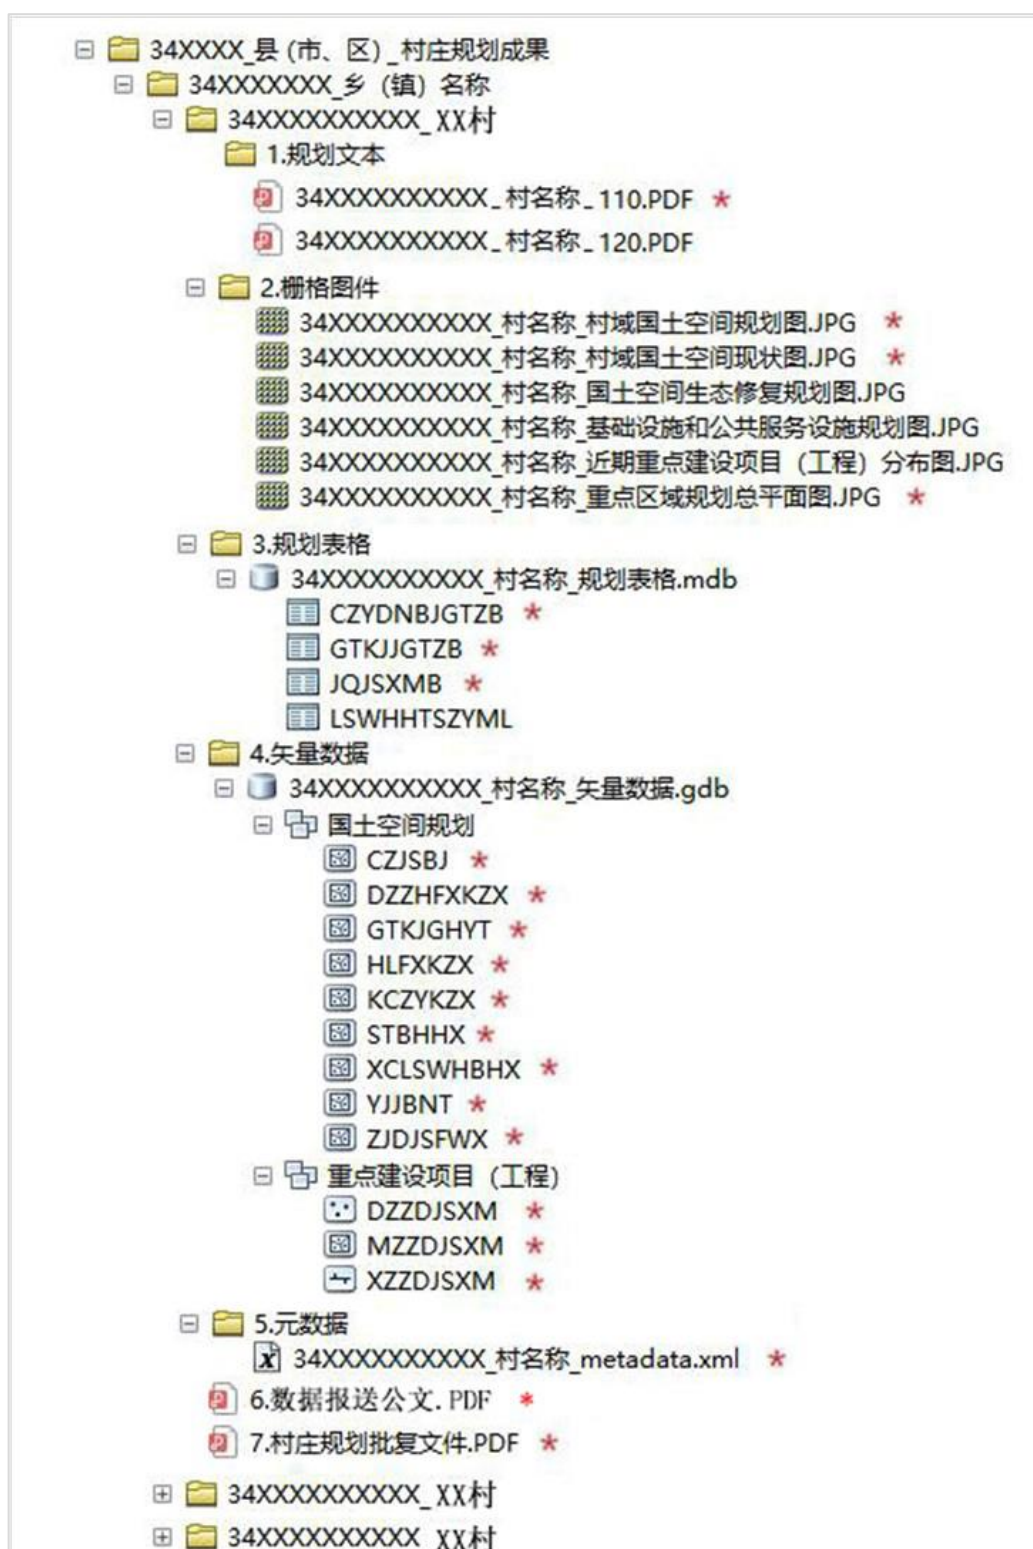 34XXXX_县(市、区)_村庄规划成果
34XXXXXXX_乡(镇)名称
34XXXXXXXXXX_XX村
1.规划文本
34XXXXXXXXXX_村名称_110.PDF *
34XXXXXXXXXX_村名称_120.PDF
2.栅格图件
34XXXXXXXXXX_村名称_村域国土空间规划图.JPG *
34XXXXXXXXXX_村名称_村域国土空间现状图.JPG *
34XXXXXXXXXX_村名称_国土空间生态修复规划图.JPG
34XXXXXXXXXX_村名称_基础设施和公共服务设施规划图.JPG
34XXXXXXXXXX_村名称_近期重点建设项目(工程)分布图.JPG
34XXXXXXXXXX_村名称_重点区域规划总平面图.JPG *
3.规划表格
34XXXXXXXXXX_村名称_规划表格.mdb
CZYDNBJGTZB *
GTKJJGTZB *
JQJSXMB *
LSWHHTSZYML
4.矢量数据
34XXXXXXXXXX_村名称_矢量数据.gdb
国土空间规划
CZJSBJ *
DZZHFXKZX *
GTKJGHYT *
HLFXKZX *
KCZYKZX *
STBHHX *
XCLSWHBHX *
YJJBNT *
ZJDJSFWX *
重点建设项目(工程)
DZZDJSXM *
MZZDJSXM *
XZZDJSXM *
5.元数据
34XXXXXXXXXX_村名称_metadata.xml *
6.数据报送公文.PDF *
7.村庄规划批复文件.PDF *
34XXXXXXXXXX_XX村
34XXXXXXXXXX_XX村